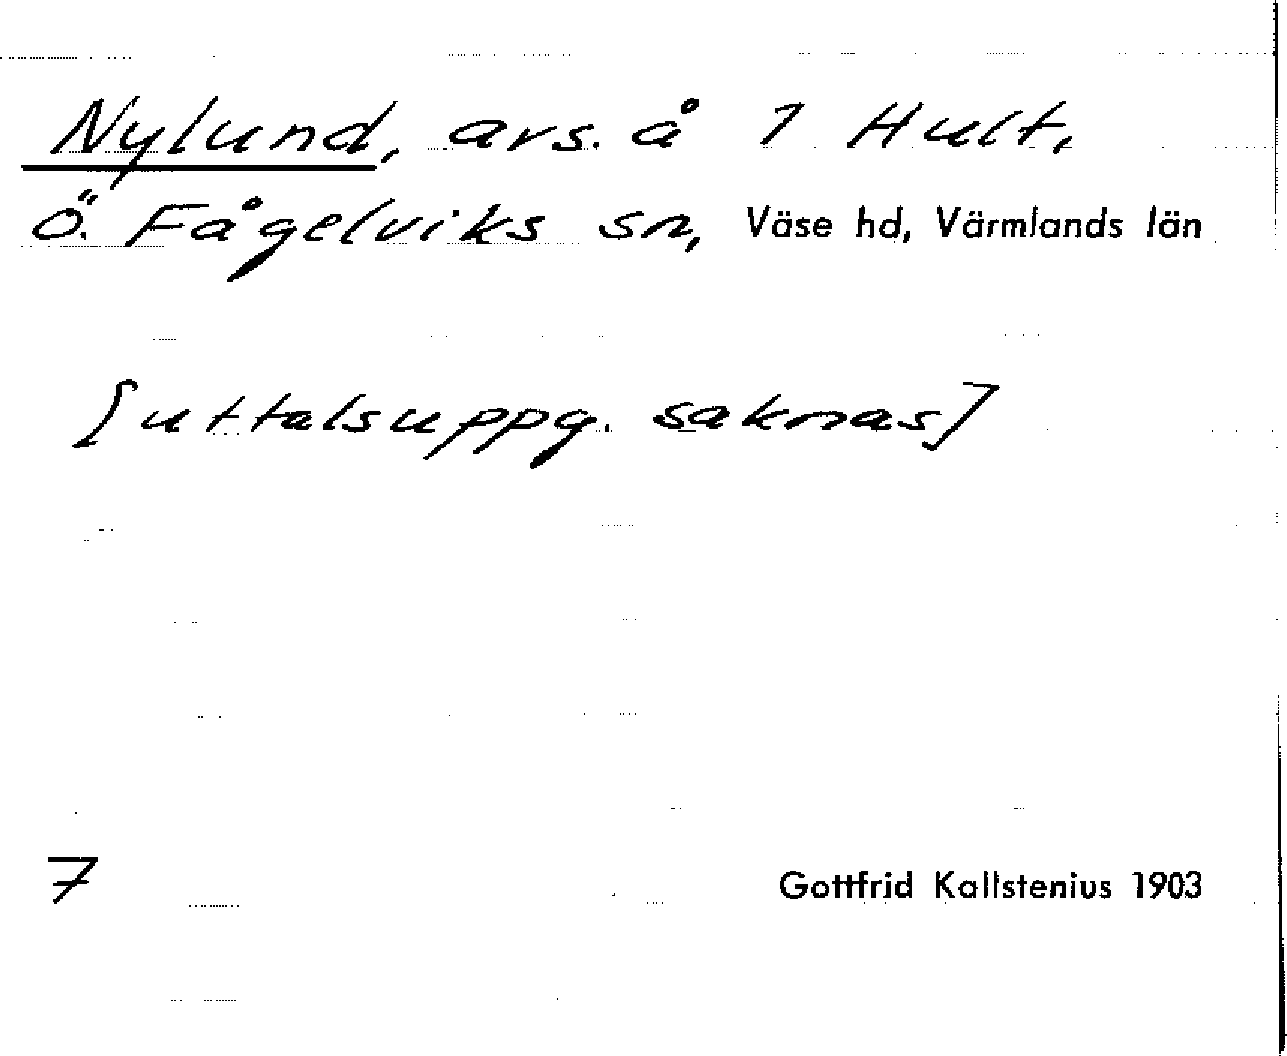 Nylund, avs. å 1 Hult,
Ö. Fågelviks sn, Väse hd, Värmlands län
[uttalsuppg. saknas]
7
Gottfrid Kallstenius 1903